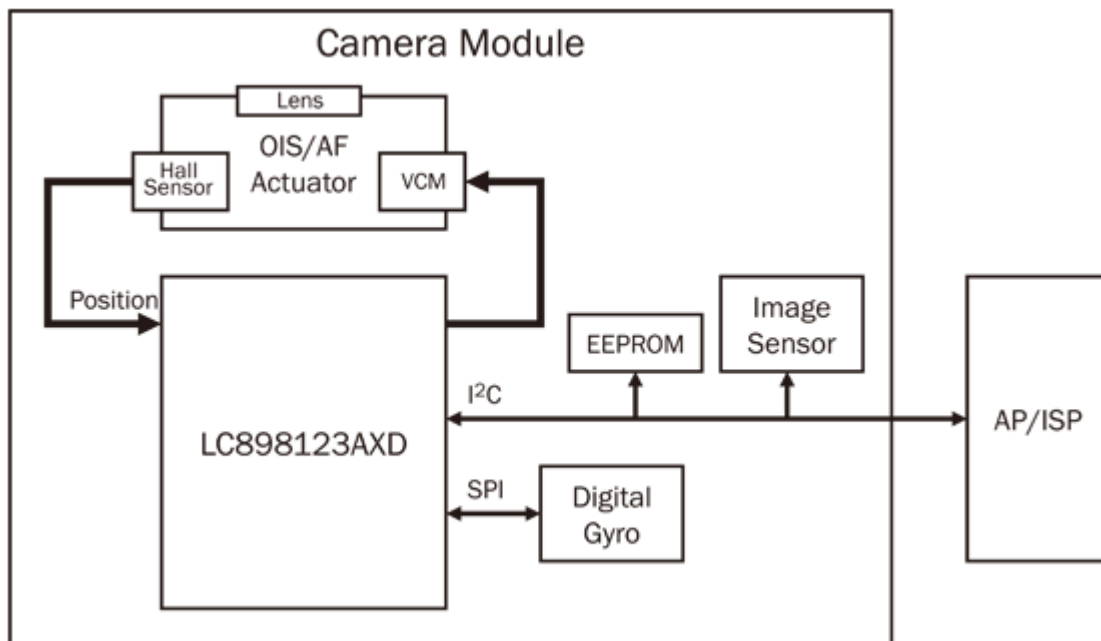 Camera Module
Lens
OIS/AF
Actuator
Hall
Sensor
VCM
Position
Image
Sensor
EEPROM
I²C
AP/ISP
LC898123AXD
SPI
Digital
Gyro